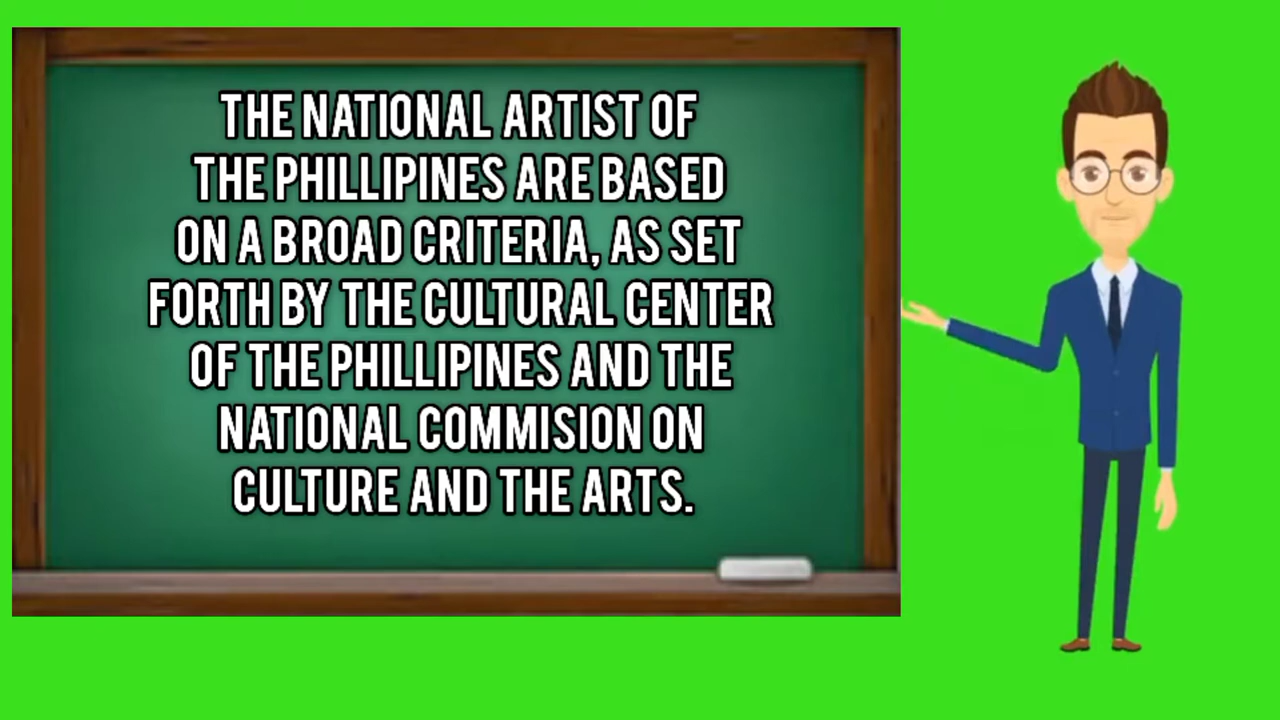 THE NATIONAL ARTIST OF
THE PHILLIPINES ARE BASED
ON A BROAD CRITERIA, AS SET
FORTH BY THE CULTURAL CENTER
OF THE PHILLIPINES AND THE
NATIONAL COMMISION ON
CULTURE AND THE ARTS.